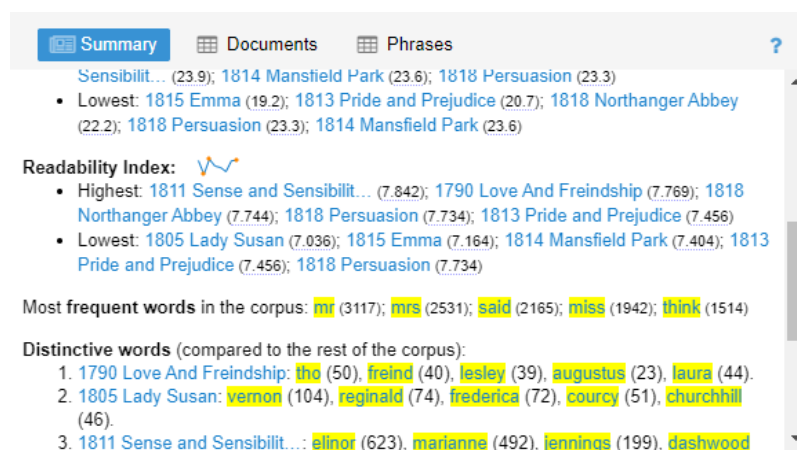 Summary Documents Phrases ?
Sensibilit... (23.9); 1814 Mansfield Park (23.6); 1818 Persuasion (23.3)
• Lowest: 1815 Emma (19.2); 1813 Pride and Prejudice (20.7); 1818 Northanger Abbey
(22.2); 1818 Persuasion (23.3); 1814 Mansfield Park (23.6)
Readability Index:
• Highest: 1811 Sense and Sensibilit... (7.842); 1790 Love And Freindship (7.769); 1818
Northanger Abbey (7.744); 1818 Persuasion (7.734); 1813 Pride and Prejudice (7.456)
• Lowest: 1805 Lady Susan (7.036); 1815 Emma (7.164); 1814 Mansfield Park (7.404); 1813
Pride and Prejudice (7.456); 1818 Persuasion (7.734)
Most frequent words in the corpus: mr (3117); mrs (2531); said (2165); miss (1942); think (1514)
Distinctive words (compared to the rest of the corpus):
1. 1790 Love And Freindship: tho (50), freind (40), lesley (39), augustus (23), laura (44).
2. 1805 Lady Susan: vernon (104), reginald (74), frederica (72), courcy (51), churchhill
(46).
3. 1811 Sense and Sensibilit...: elinor (623), marianne (492), jennings (199), dashwood